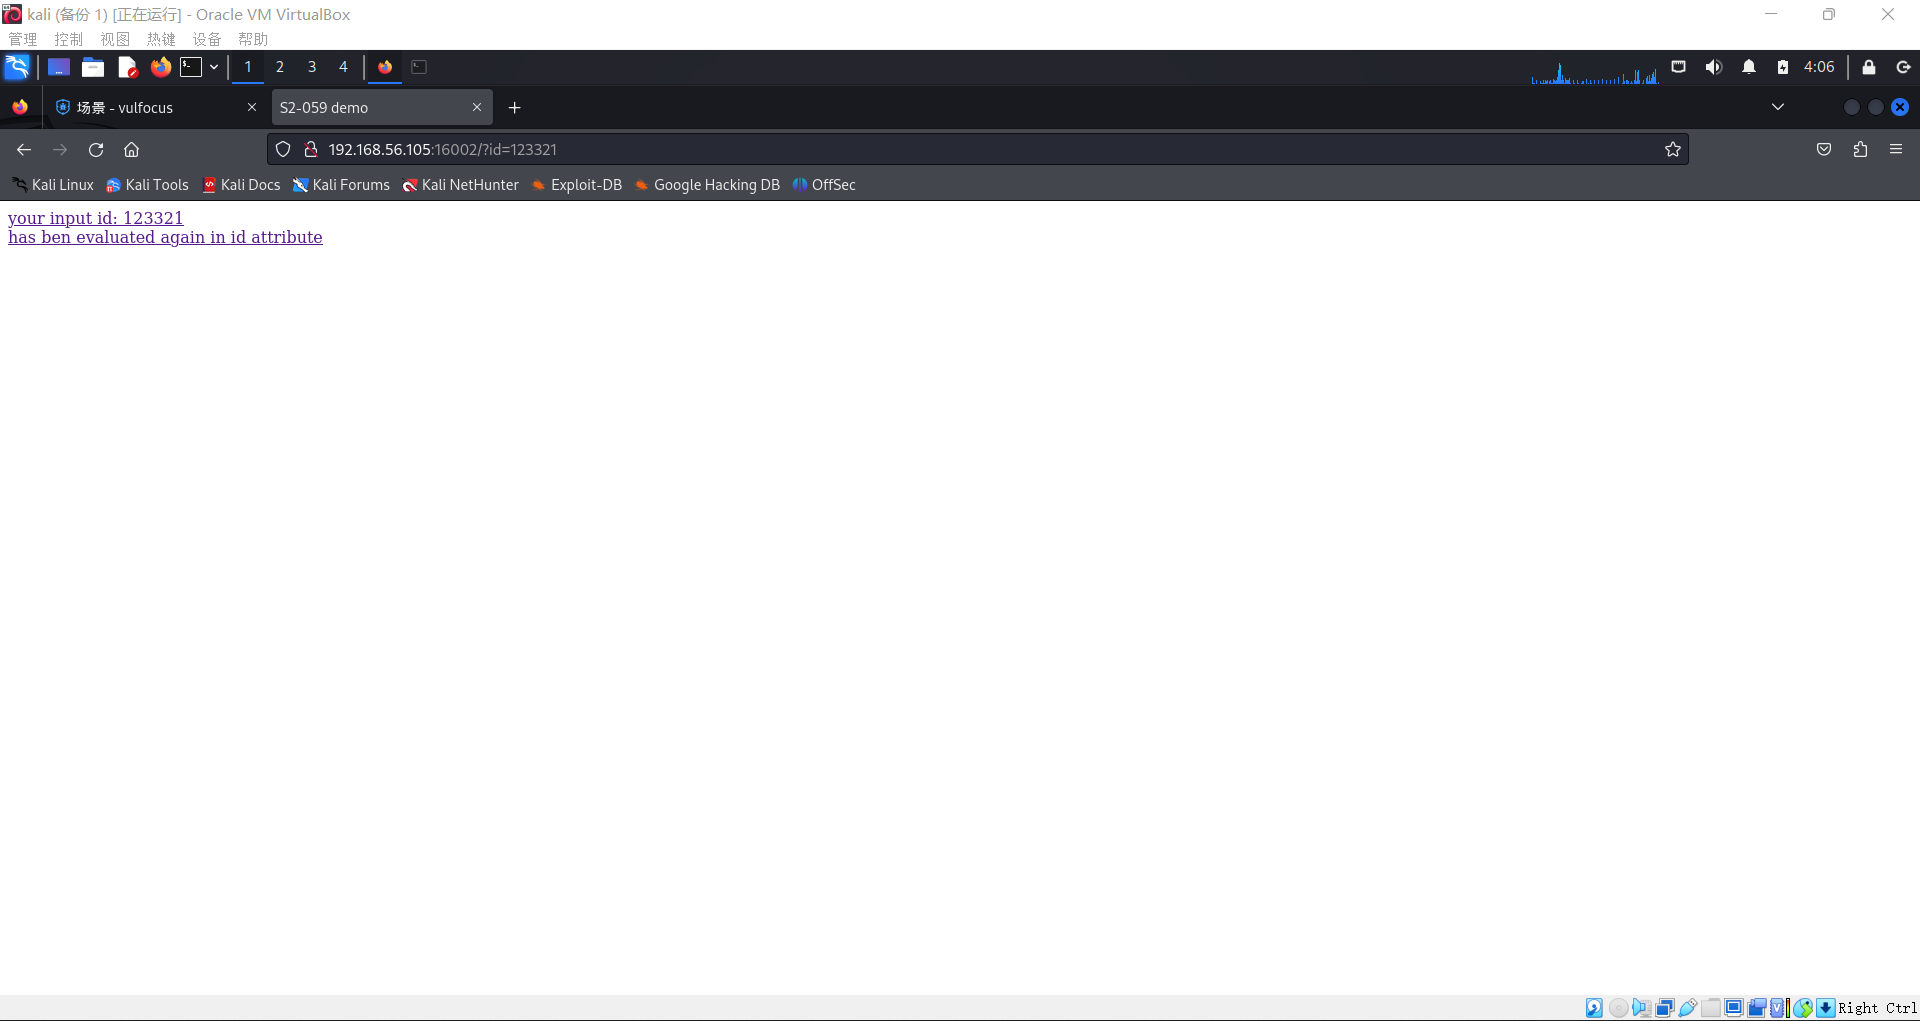 kali (备份 1) [正在运行] - Oracle VM VirtualBox
管理 控制 视图 热键 设备 帮助
1 2 3 4 4:06
场景 - vulfocus S2-059 demo
192.168.56.105:16002/?id=123321
Kali Linux Kali Tools Kali Docs Kali Forums Kali NetHunter Exploit-DB Google Hacking DB OffSec
your input id: 123321
has ben evaluated again in id attribute
Right Ctrl